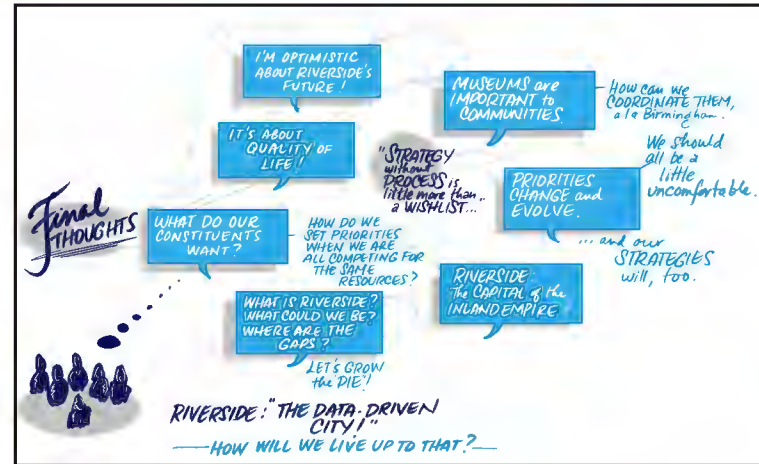 Final
THOUGHTS
I'M OPTIMISTIC
ABOUT RIVERSIDE'S
FUTURE!
IT'S ABOUT
QUALITY OF
LIFE!
WHAT DO OUR
CONSTITUENTS
WANT?
HOW DO WE
SET PRIORITIES
WHEN WE ARE
ALL COMPETING FOR
THE SAME
RESOURCES?
WHAT IS RIVERSIDE?
WHAT COULD WE BE?
WHERE ARE THE
GAPS?
LET'S GROW
the 'PIE'!
MUSEUMS are
IMPORTANT to
COMMUNITIES.
HOW can we
COORDINATE THEM,
a la Birmingham.
"STRATEGY
without
PROCESS is
little more than..
a WISHLIST...
PRIORITIES
CHANGE and
EVOLVE.
We should
all be a
little
uncomfortable.
...and our
STRATEGIES
will, too.
RIVERSIDE:
The CAPITAL of the
INLAND EMPIRE
RIVERSIDE: "THE DATA-DRIVEN
CITY!"
—HOW WILL WE LIVE UP TO THAT?—